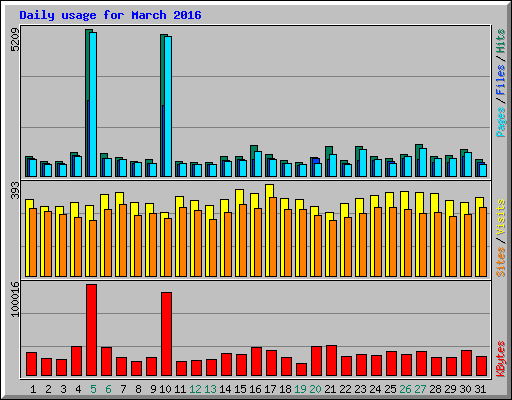 Daily usage for March 2016
5209
Pages / Files / Hits
393
Sites / Visits
100016
KBytes
1 2 3 4 5 6 7 8 9 10 11 12 13 14 15 16 17 18 19 20 21 22 23 24 25 26 27 28 29 30 31